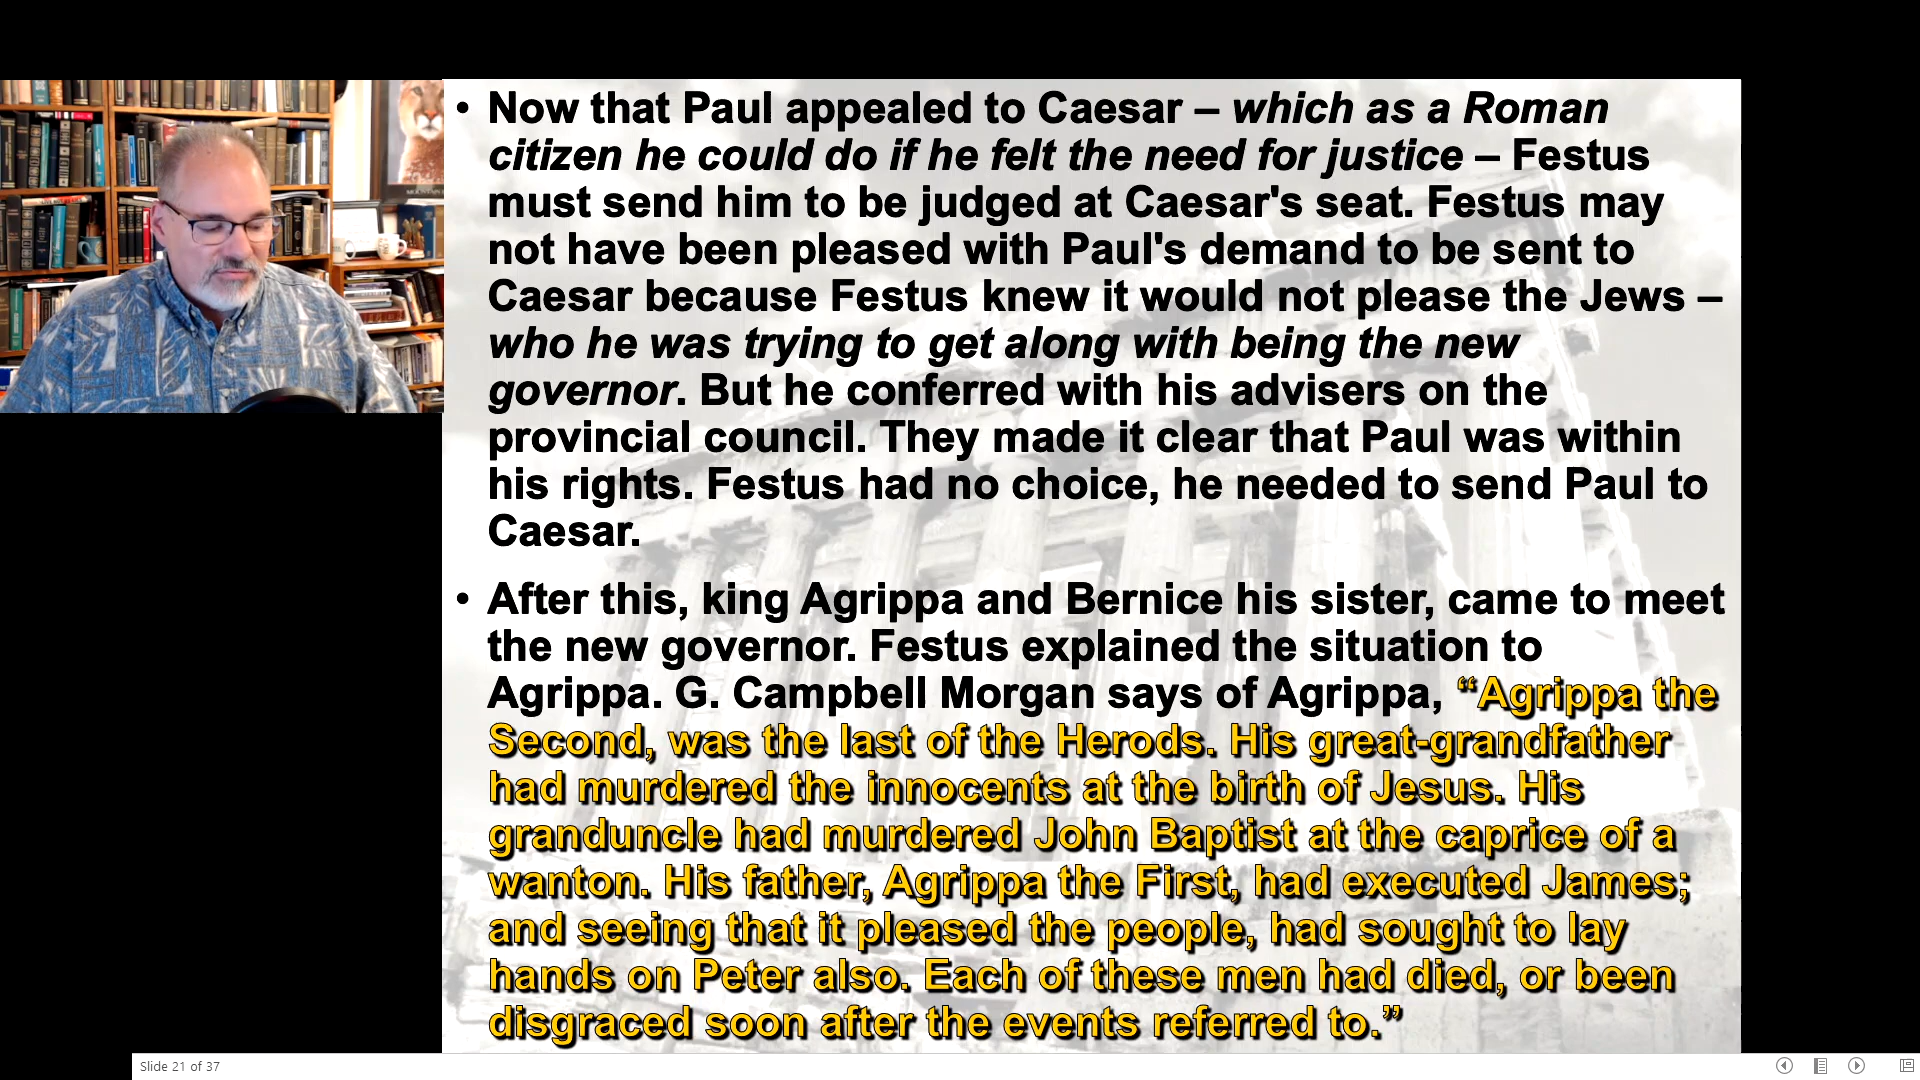 • Now that Paul appealed to Caesar – which as a Roman
citizen he could do if he felt the need for justice – Festus
must send him to be judged at Caesar's seat. Festus may
not have been pleased with Paul's demand to be sent to
Caesar because Festus knew it would not please the Jews –
who he was trying to get along with being the new
governor. But he conferred with his advisers on the
provincial council. They made it clear that Paul was within
his rights. Festus had no choice, he needed to send Paul to
Caesar.
• After this, king Agrippa and Bernice his sister, came to meet
the new governor. Festus explained the situation to
Agrippa. G. Campbell Morgan says of Agrippa, “Agrippa the
Second, was the last of the Herods. His great-grandfather
had murdered the innocents at the birth of Jesus. His
granduncle had murdered John Baptist at the caprice of a
wanton. His father, Agrippa the First, had executed James;
and seeing that it pleased the people, had sought to lay
hands on Peter also. Each of these men had died, or been
disgraced soon after the events referred to.”
Slide 21 of 37